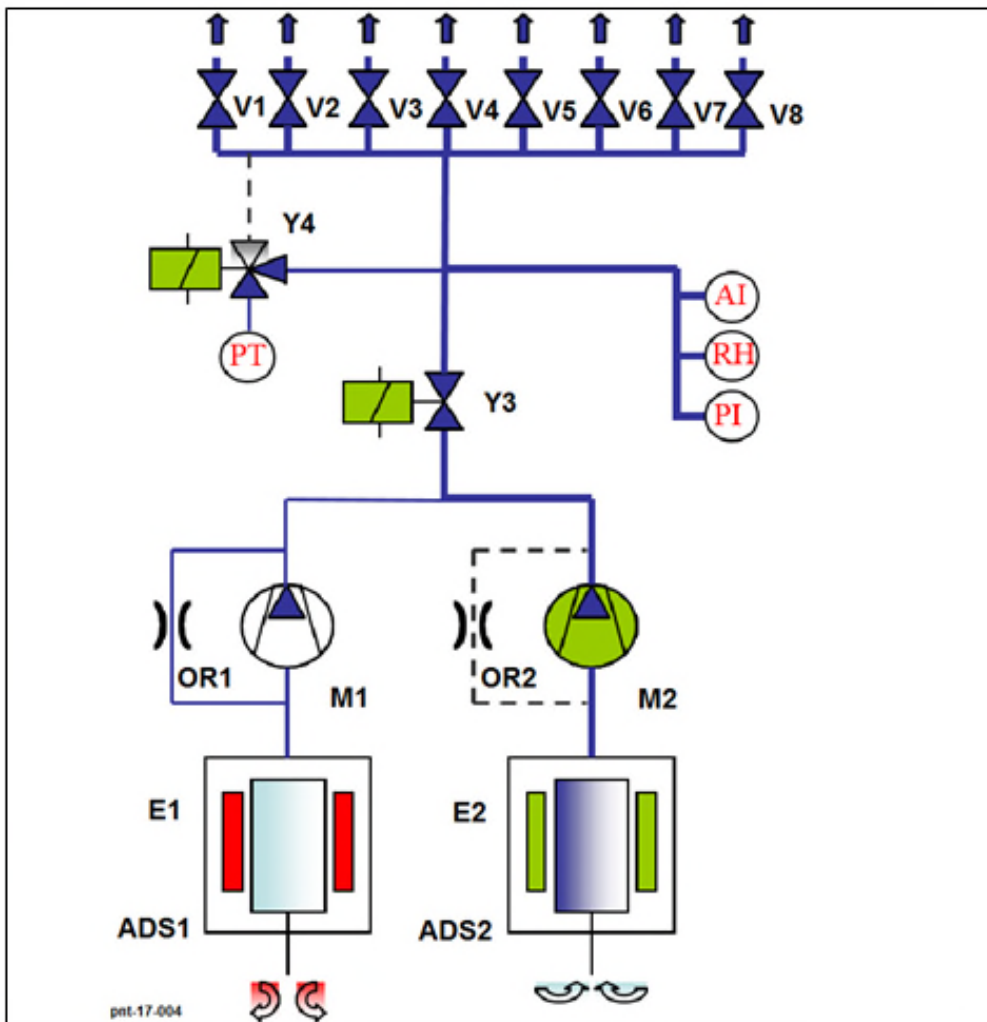 V1 V2 V3 V4 V5 V6 V7 V8
Y4
AI
PT
RH
Y3
PI
OR1
OR2
M1
M2
E1
E2
ADS1
ADS2
pnt-17-004